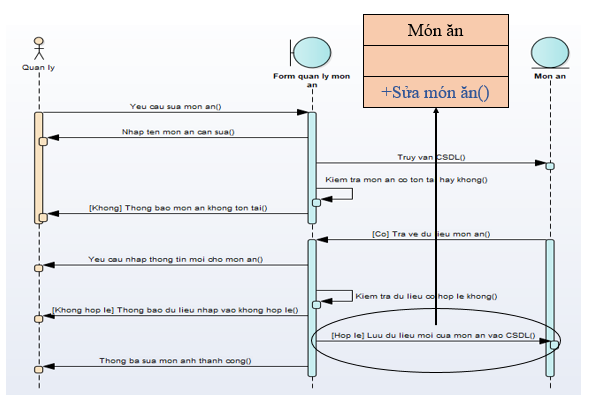 Món ăn
+Sửa món ăn()
Quan ly
Form quan ly mon
an
Mon an
Yeu cau sua mon an()
Nhap ten mon an can sua()
Truy van CSDL()
Kiem tra mon an co ton tai hay khong()
[Khong] Thong bao mon an khong ton tai()
[Co] Tra ve du lieu mon an()
Yeu cau nhap thong tin moi cho mon an()
Kiem tra du lieu co hop le khong()
[Khong hop le] Thong bao du lieu nhap vao khong hop le()
[Hop le] Luu du lieu moi cua mon an vao CSDL()
Thong ba sua mon anh thanh cong()